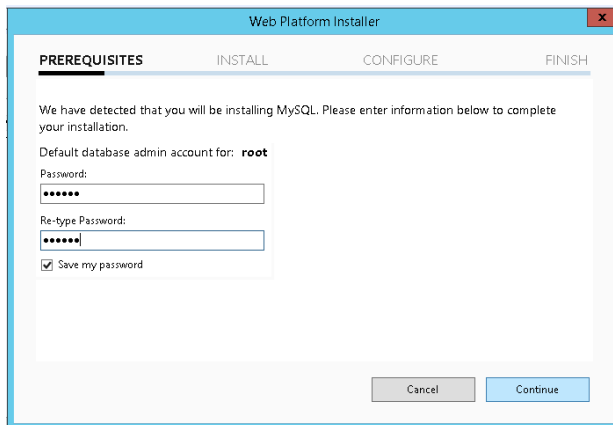 Web Platform Installer
x
PREREQUISITES INSTALL CONFIGURE FINISH
We have detected that you will be installing MySQL. Please enter information below to complete
your installation.
Default database admin account for: root
Password:
••••••
Re-type Password:
••••••
Save my password
Cancel Continue